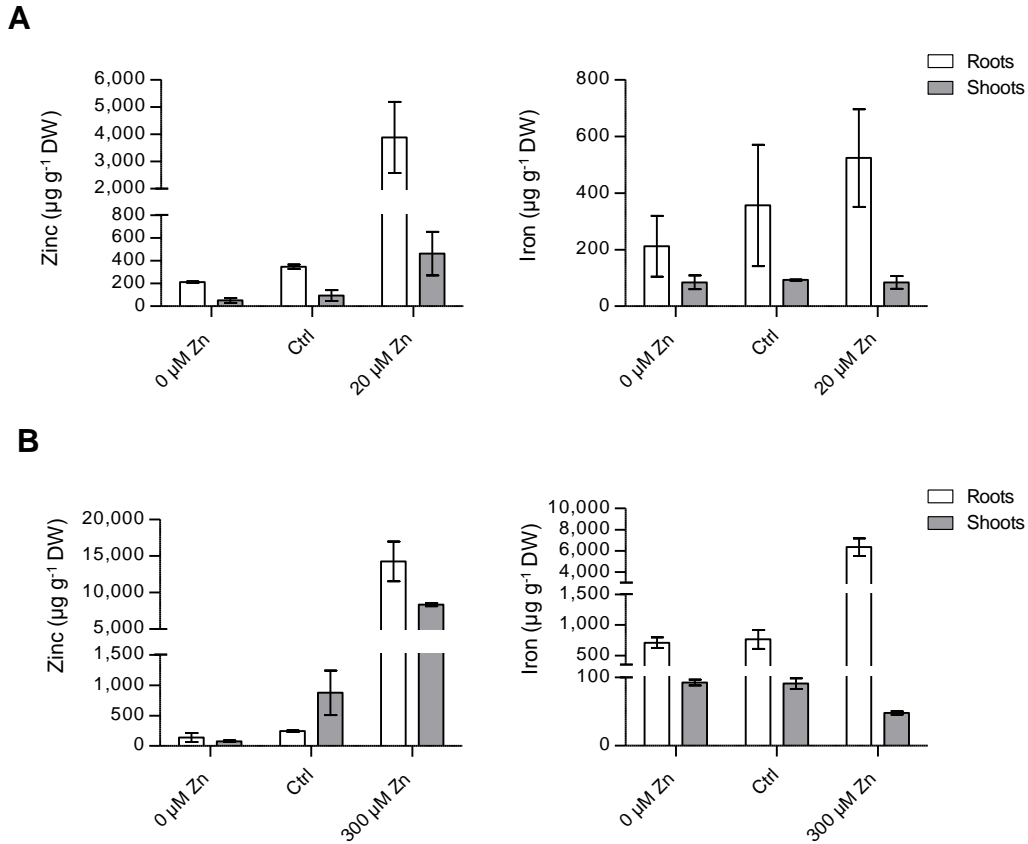 A
Zinc (µg g⁻¹ DW)
6,000
5,000
4,000
3,000
2,000
800
600
400
200
0
0 µM Zn
Ctrl
20 µM Zn
Iron (µg g⁻¹ DW)
800
600
400
200
0
0 µM Zn
Ctrl
20 µM Zn
Roots
Shoots
B
Zinc (µg g⁻¹ DW)
20,000
15,000
10,000
5,000
1,500
1,000
500
0
0 µM Zn
Ctrl
300 µM Zn
Iron (µg g⁻¹ DW)
10,000
8,000
6,000
4,000
2,000
1,500
1,000
500
100
0
0 µM Zn
Ctrl
300 µM Zn
Roots
Shoots